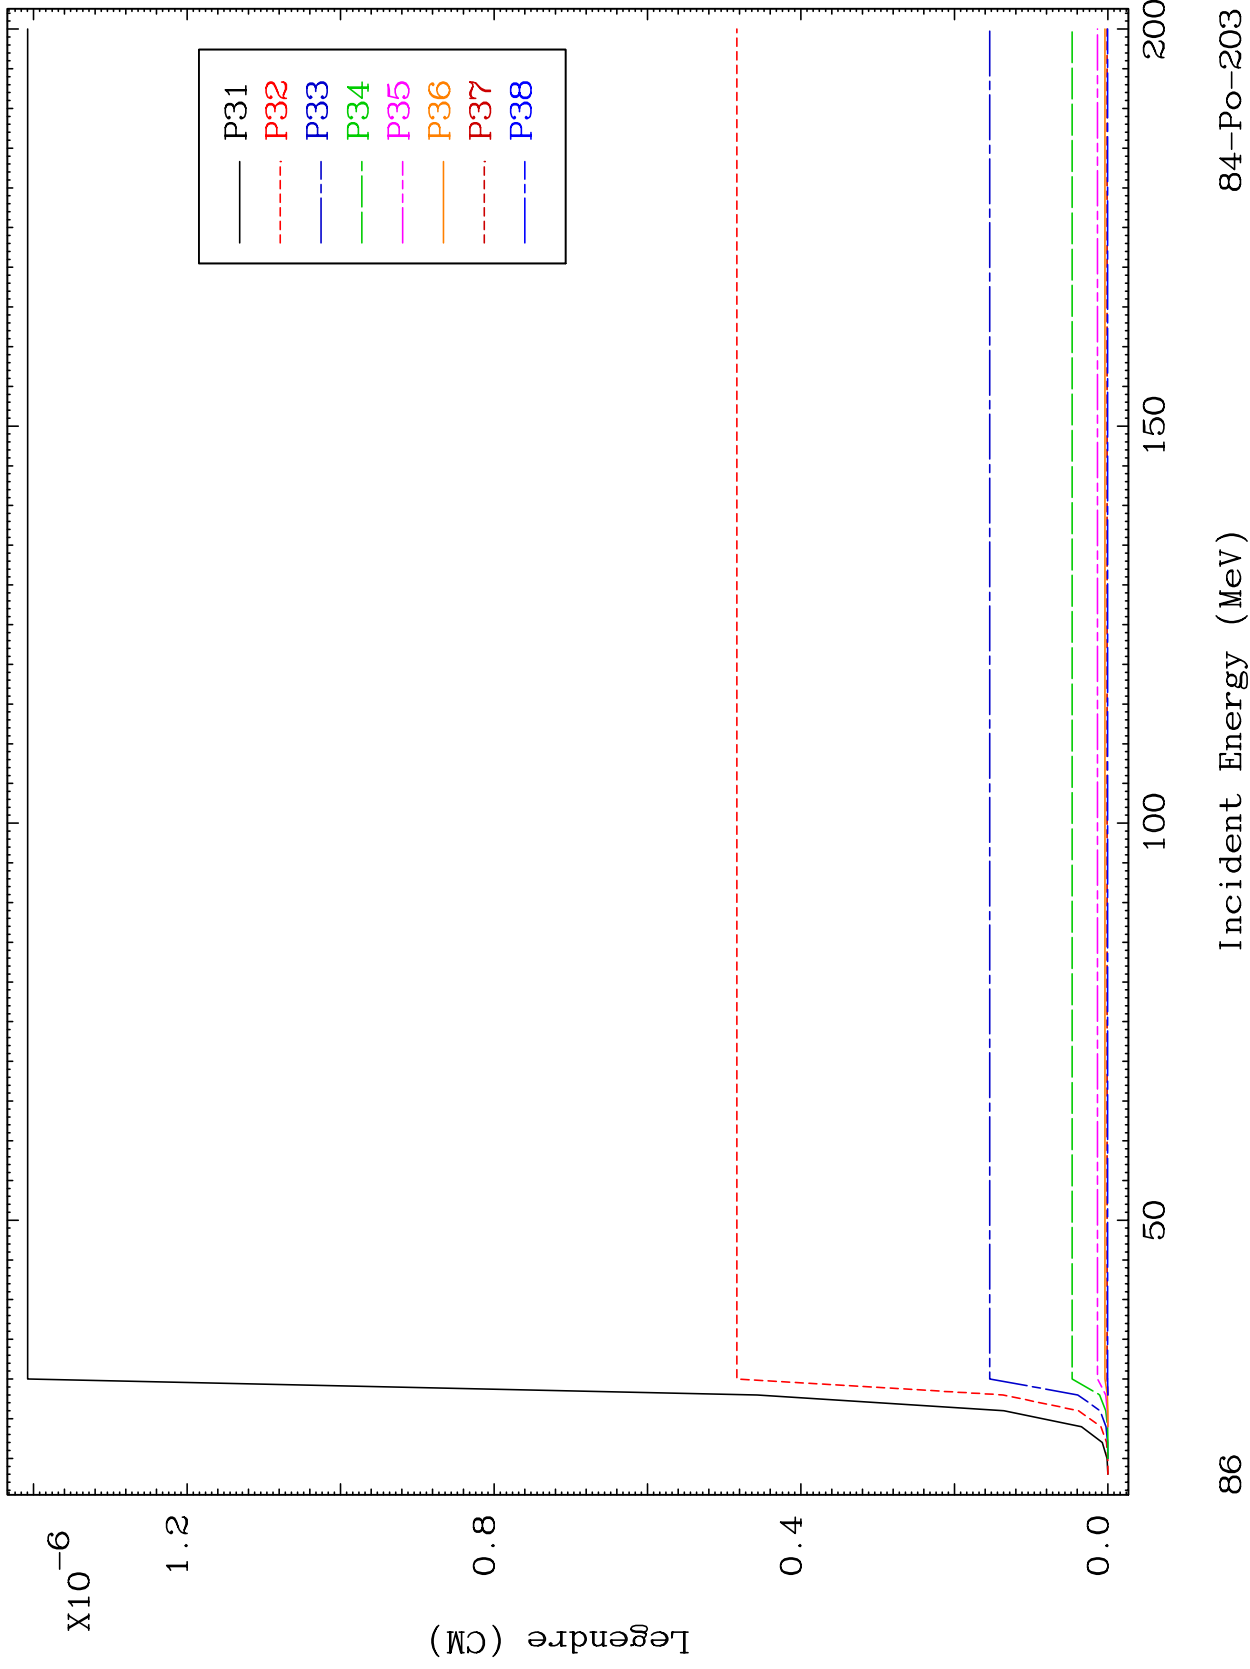 X10-6
1.2
0.8
0.4
0.0
Legendre (CM)
P31
P32
P33
P34
P35
P36
P37
P38
50
100
150
200
Incident Energy (MeV)
86
84-Po-203